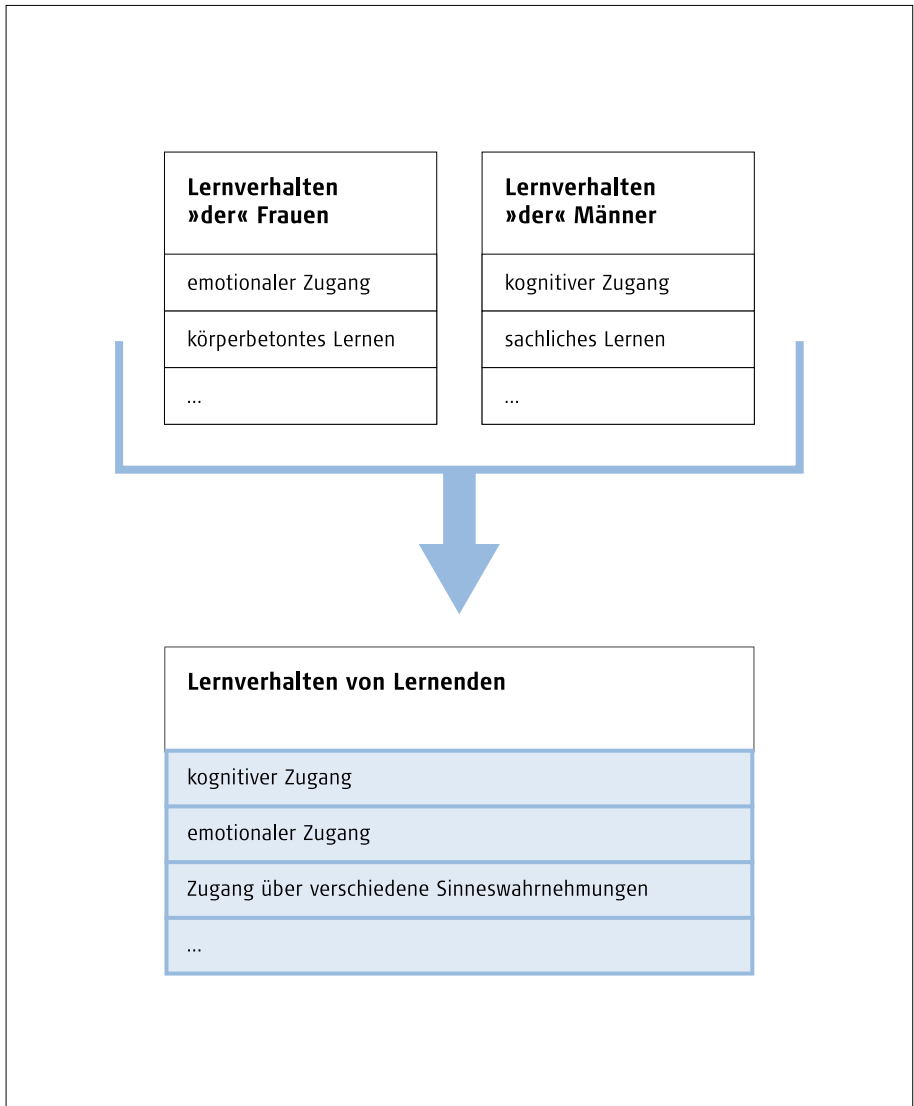 Lernverhalten
»der« Frauen
emotionaler Zugang
körperbetontes Lernen
...
Lernverhalten
»der« Männer
kognitiver Zugang
sachliches Lernen
...
Lernverhalten von Lernenden
kognitiver Zugang
emotionaler Zugang
Zugang über verschiedene Sinneswahrnehmungen
...